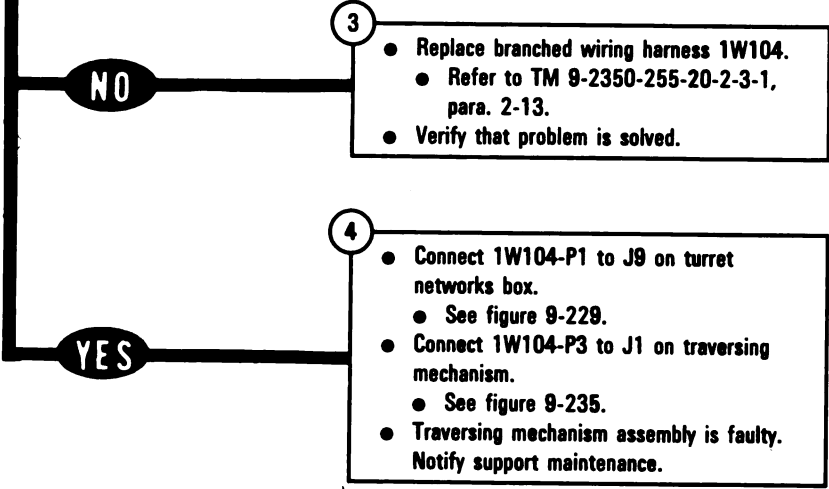 3
● Replace branched wiring harness 1W104.
● Refer to TM 9-2350-255-20-2-3-1,
para. 2-13.
● Verify that problem is solved.
NO
4
● Connect 1W104-P1 to J9 on turret
networks box.
● See figure 9-229.
● Connect 1W104-P3 to J1 on traversing
mechanism.
● See figure 9-235.
● Traversing mechanism assembly is faulty.
Notify support maintenance.
YES